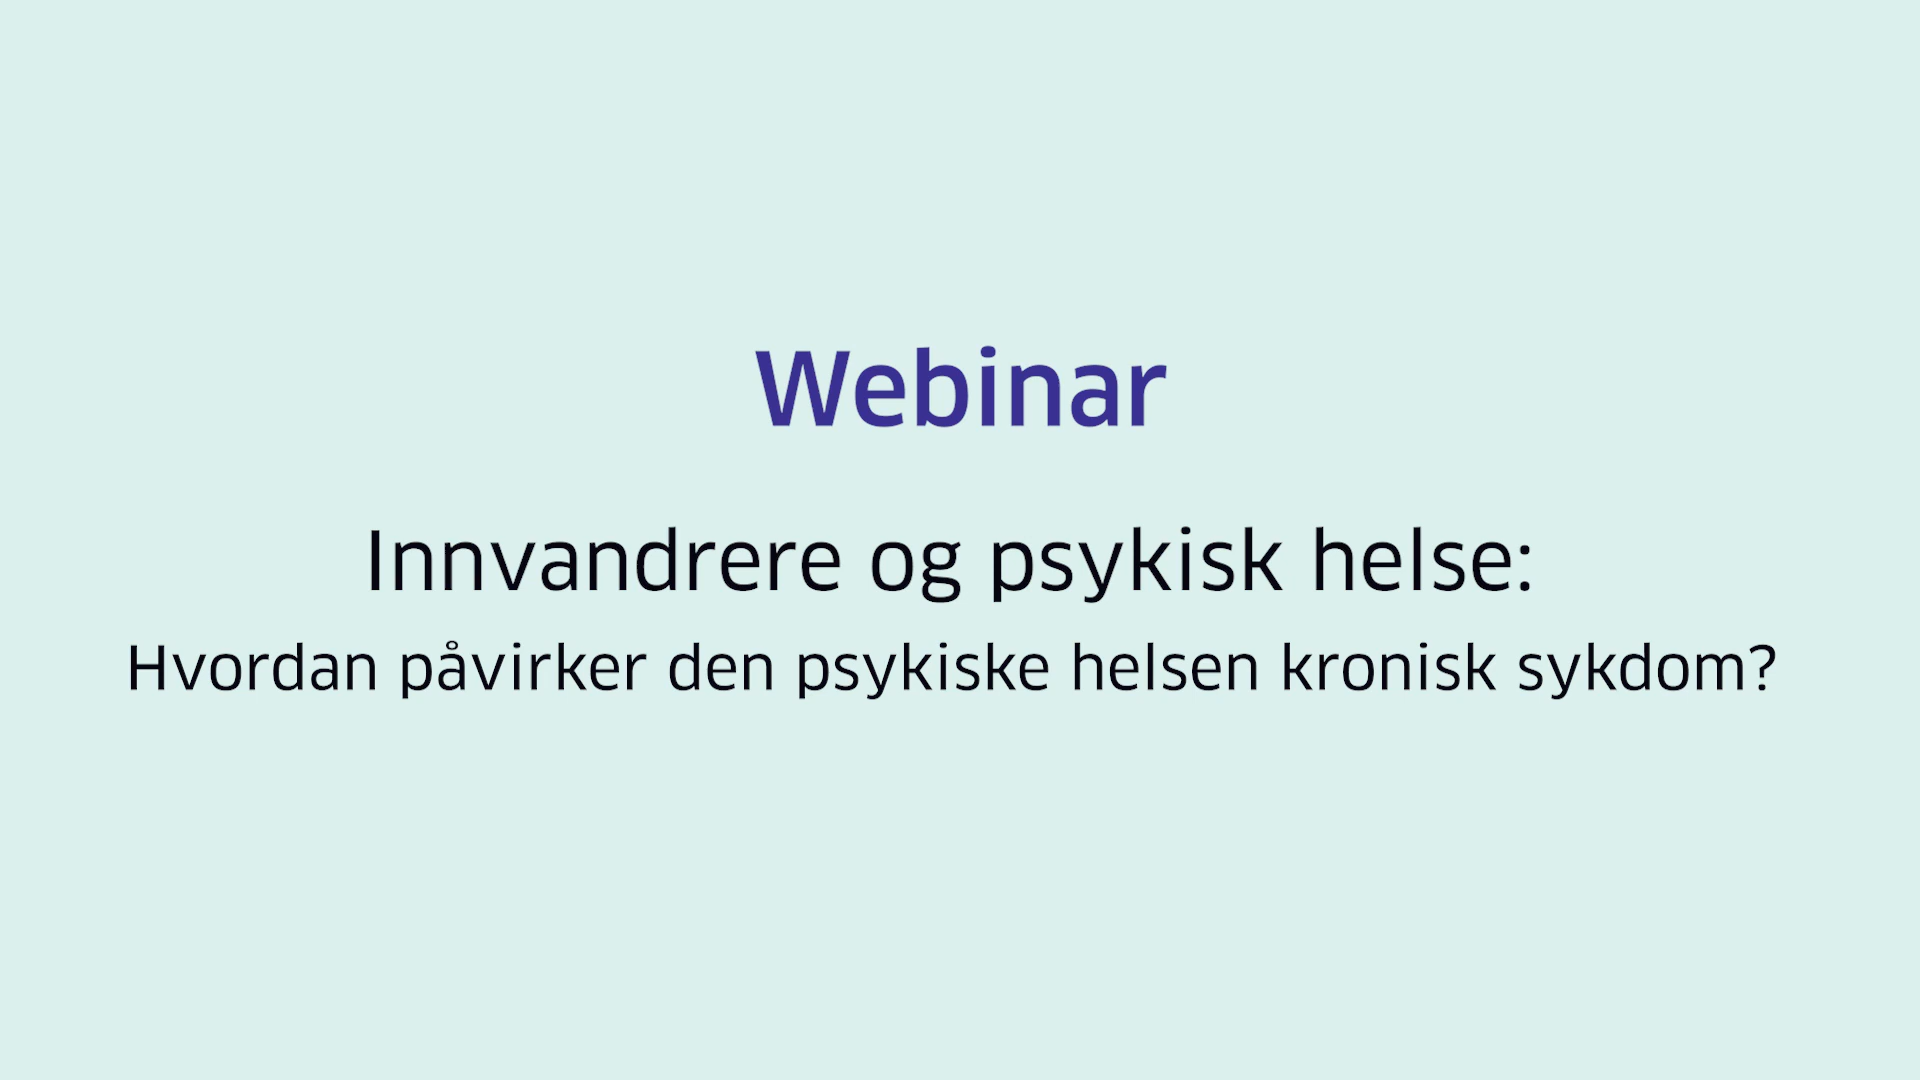 Webinar
Innvandrere og psykisk helse:
Hvordan påvirker den psykiske helsen kronisk sykdom?